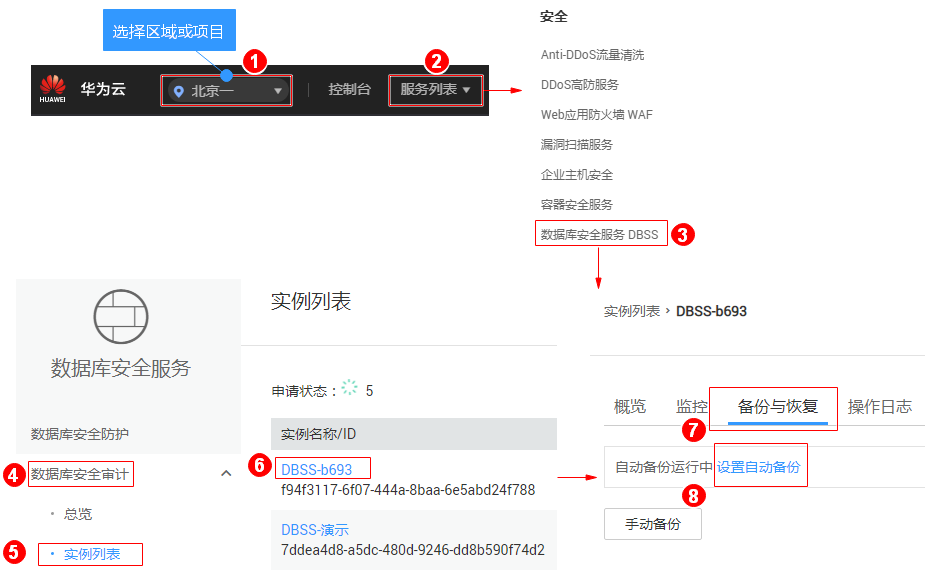 选择区域或项目
1
2
HUAWEI
华为云
北京一
控制台
服务列表
安全
Anti-DDoS流量清洗
DDoS高防服务
Web应用防火墙 WAF
漏洞扫描服务
企业主机安全
容器安全服务
数据库安全服务 DBSS
3
数据库安全服务
数据库安全防护
4
数据库安全审计
· 总览
5
· 实例列表
实例列表
申请状态： 5
实例名称/ID
6
DBSS-b693
f94f3117-6f07-444a-8baa-6e5abd24f788
DBSS-演示
7ddea4d8-a5dc-480d-9246-dd8b590f74d2
实例列表 › DBSS-b693
概览 监控 备份与恢复 操作日志
7
自动备份运行中 设置自动备份
8
手动备份